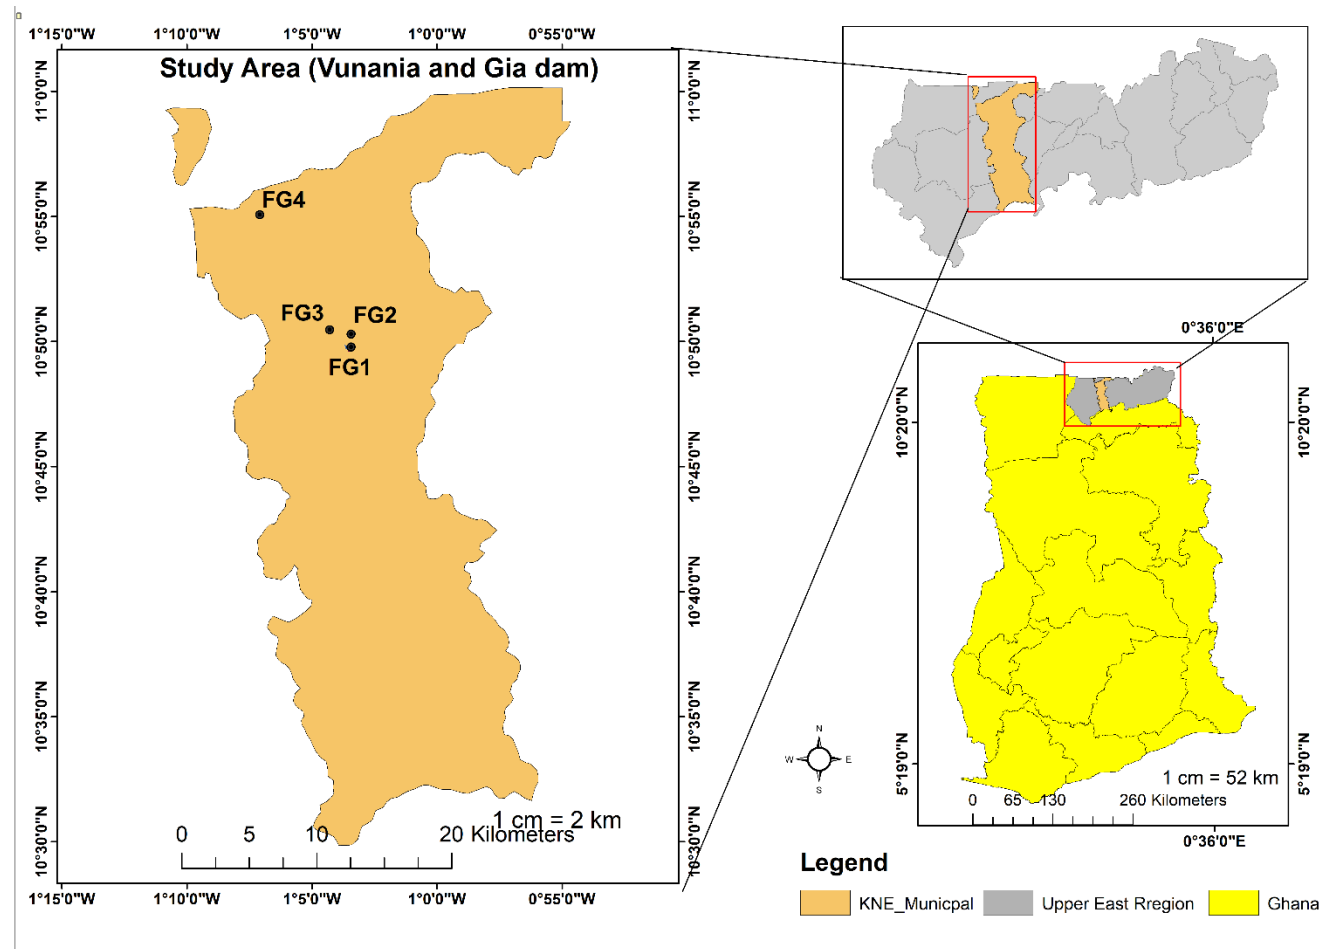 1°15'0"W 1°10'0"W 1°5'0"W 1°0'0"W 0°55'0"W
Study Area (Vunania and Gia dam)
11°0'0"N 11°0'0"N
FG4
10°55'0"N 10°55'0"N
FG3 FG2
10°50'0"N 10°50'0"N
FG1
10°45'0"N 10°45'0"N
10°40'0"N 10°40'0"N
10°35'0"N 10°35'0"N
10°30'0"N 10°30'0"N
1 cm = 2 km
0 5 10 20 Kilometers
1°15'0"W 1°10'0"W 1°5'0"W 1°0'0"W 0°55'0"W
0°36'0"E
10°20'0"N 10°20'0"N
5°19'0"N 5°19'0"N
1 cm = 52 km
0 65 130 260 Kilometers
0°36'0"E
N
W E
S
Legend
KNE_Municpal Upper East Rregion Ghana